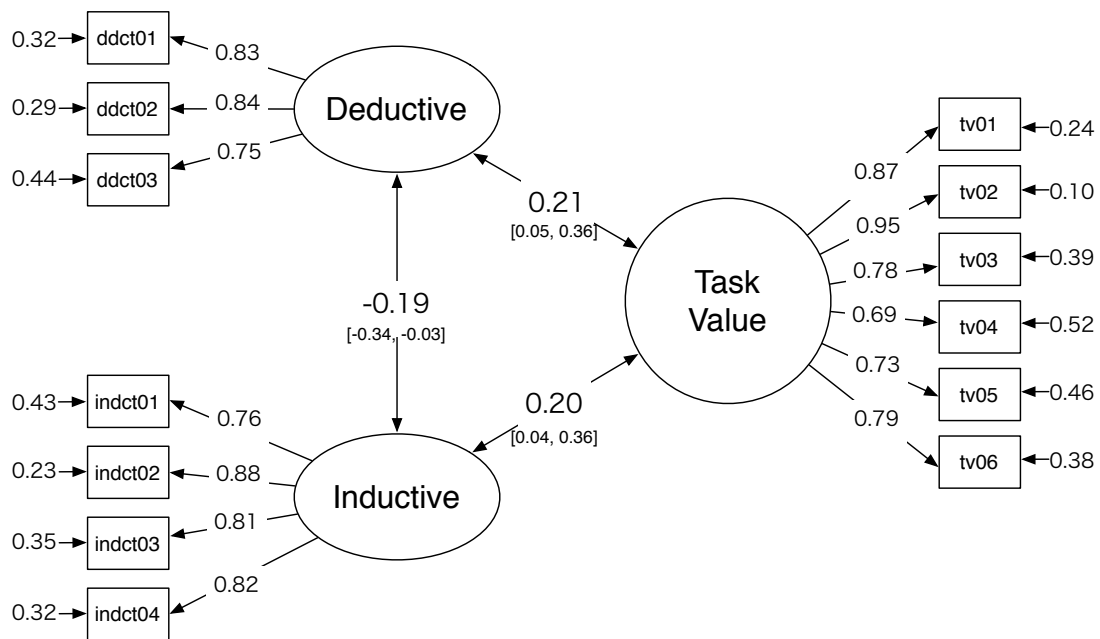 0.32 ddct01 0.83
0.29 ddct02 0.84
0.44 ddct03 0.75
Deductive
0.21
[0.05, 0.36]
-0.19
[-0.34, -0.03]
0.20
[0.04, 0.36]
0.43 indct01 0.76
0.23 indct02 0.88
0.35 indct03 0.81
0.32 indct04 0.82
Inductive
Task
Value
0.87 tv01 0.24
0.95 tv02 0.10
0.78 tv03 0.39
0.69 tv04 0.52
0.73 tv05 0.46
0.79 tv06 0.38